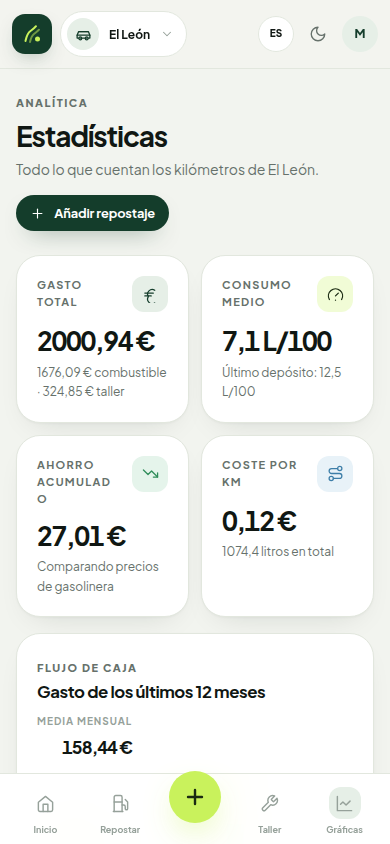 El León
ES
M
ANALÍTICA
Estadísticas
Todo lo que cuentan los kilómetros de El León.
+ Añadir repostaje
GASTO
TOTAL
2000,94 €
1676,09 € combustible
· 324,85 € taller
CONSUMO
MEDIO
7,1 L/100
Último depósito: 12,5
L/100
AHORRO
ACUMULAD
O
27,01 €
Comparando precios
de gasolinera
COSTE POR
KM
0,12 €
1074,4 litros en total
FLUJO DE CAJA
Gasto de los últimos 12 meses
MEDIA MENSUAL
158,44 €
Inicio
Repostar
Taller
Gráficas